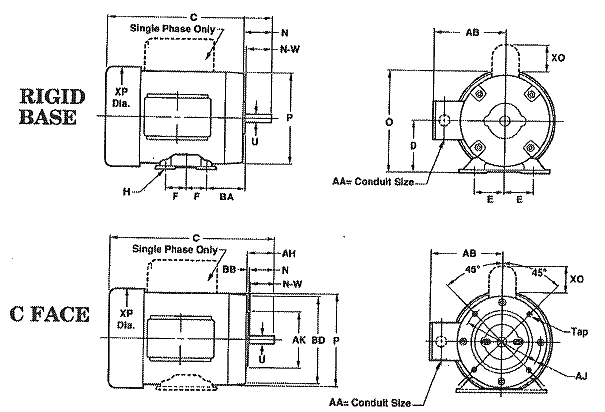 C
Single Phase Only
N
N-W
AB
XO
RIGID
BASE
XP
Dia.
P
U
O
D
H
F
F
BA
AA= Conduit Size
E
E
C
AH
Single Phase Only
BB
N
N-W
AB
45°
45°
XO
C FACE
XP
Dia.
U
AK
BD
P
Tap
AJ
AA= Conduit Size